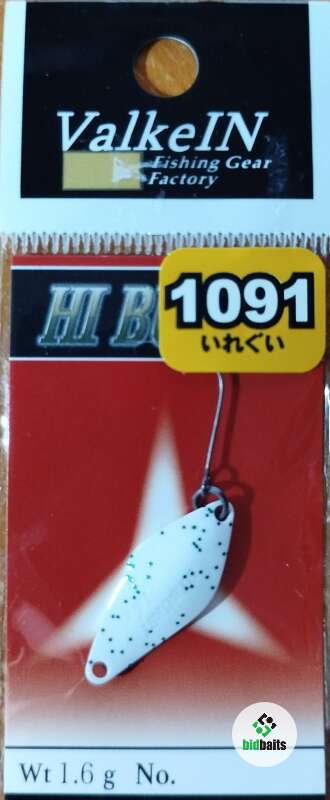 ValkeIN
Fishing Gear
Factory
HI
1091
いれぐい
Wt 1.6 g No.
bidbaits